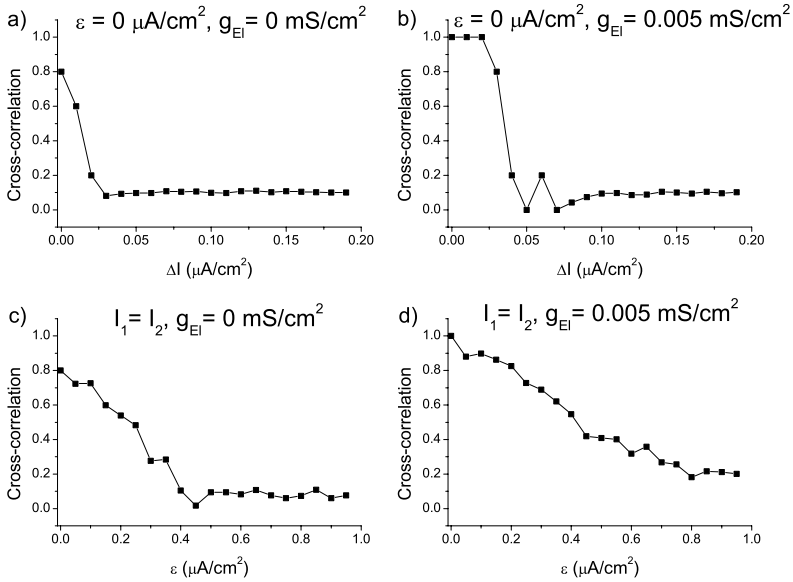 a) ε = 0 μA/cm², g_El= 0 mS/cm²
1.0
0.8
0.6
0.4
0.2
0.0
Cross-correlation
0.00 0.05 0.10 0.15 0.20
ΔI (μA/cm²)
b) ε = 0 μA/cm², g_El= 0.005 mS/cm²
1.0
0.8
0.6
0.4
0.2
0.0
Cross-correlation
0.00 0.05 0.10 0.15 0.20
ΔI (μA/cm²)
c) I₁= I₂, g_El= 0 mS/cm²
1.0
0.8
0.6
0.4
0.2
0.0
Cross-correlation
0.0 0.2 0.4 0.6 0.8 1.0
ε (μA/cm²)
d) I₁= I₂, g_El= 0.005 mS/cm²
1.0
0.8
0.6
0.4
0.2
0.0
Cross-correlation
0.0 0.2 0.4 0.6 0.8 1.0
ε (μA/cm²)